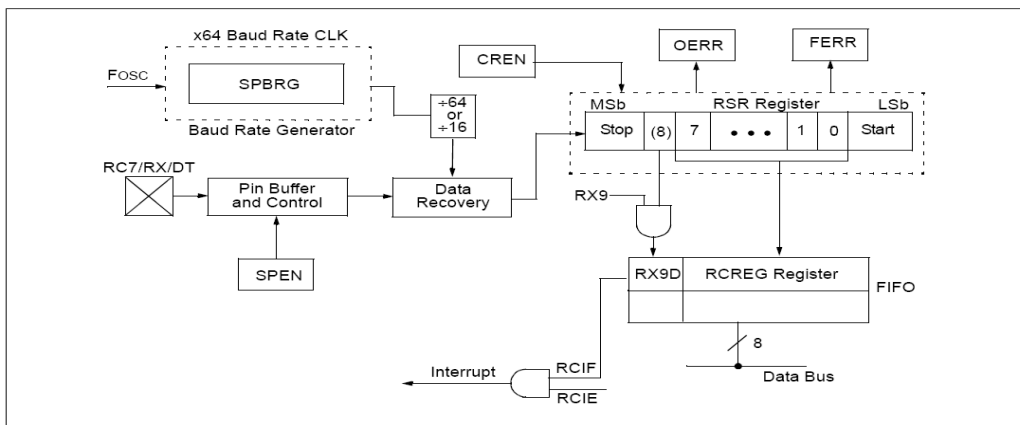 x64 Baud Rate CLK
FOSC
SPBRG
Baud Rate Generator
÷64
or
÷16
CREN
OERR
FERR
MSb
RSR Register
LSb
Stop
(8)
7
• • •
1
0
Start
RC7/RX/DT
Pin Buffer
and Control
Data
Recovery
SPEN
RX9
RX9D
RCREG Register
FIFO
8
Data Bus
Interrupt
RCIF
RCIE